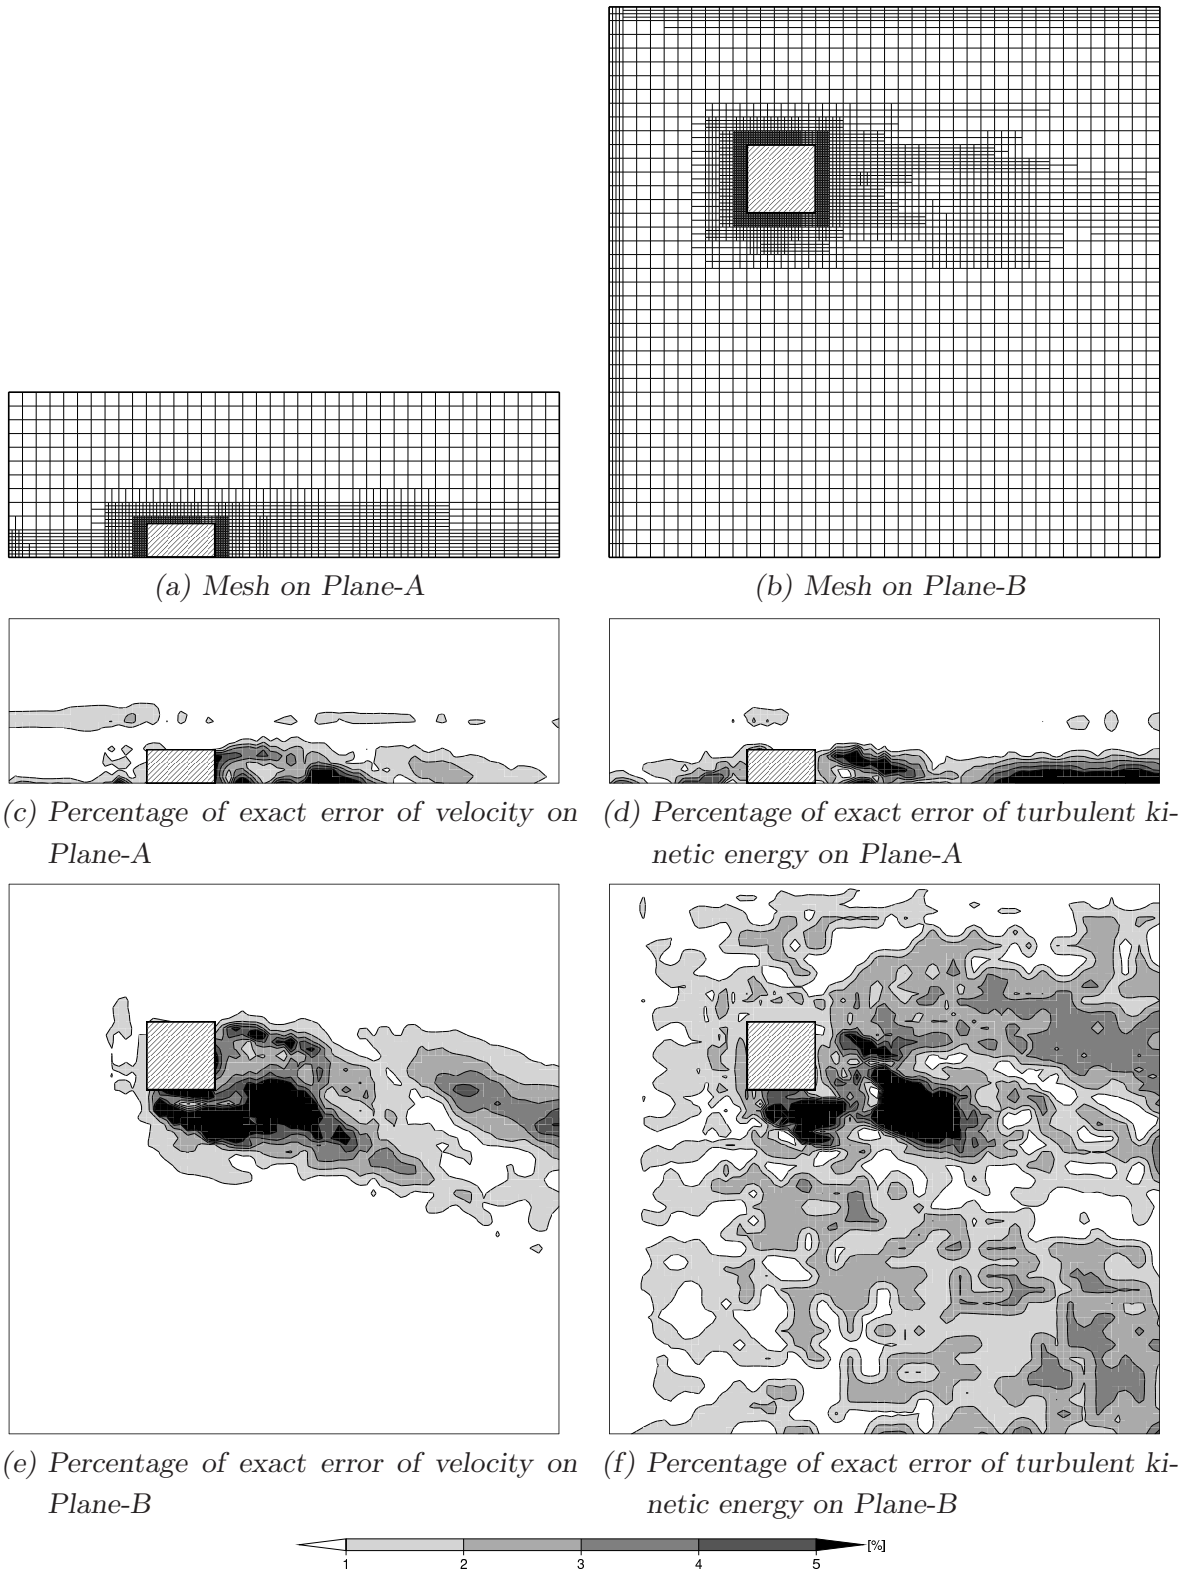 (a) Mesh on Plane-A
(b) Mesh on Plane-B
(c) Percentage of exact error of velocity on
Plane-A
(d) Percentage of exact error of turbulent ki-
netic energy on Plane-A
(e) Percentage of exact error of velocity on
Plane-B
(f) Percentage of exact error of turbulent ki-
netic energy on Plane-B
[%]
1 2 3 4 5